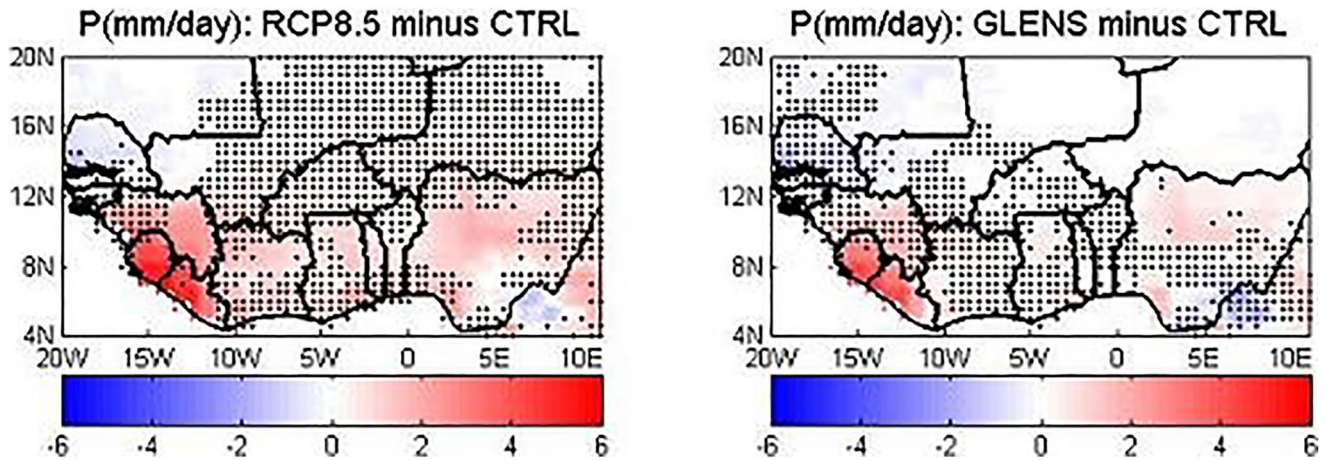 P(mm/day): RCP8.5 minus CTRL
20N
16N
12N
8N
4N
20W 15W 10W 5W 0 5E 10E
-6 -4 -2 0 2 4 6
P(mm/day): GLENS minus CTRL
20N
16N
12N
8N
4N
20W 15W 10W 5W 0 5E 10E
-6 -4 -2 0 2 4 6